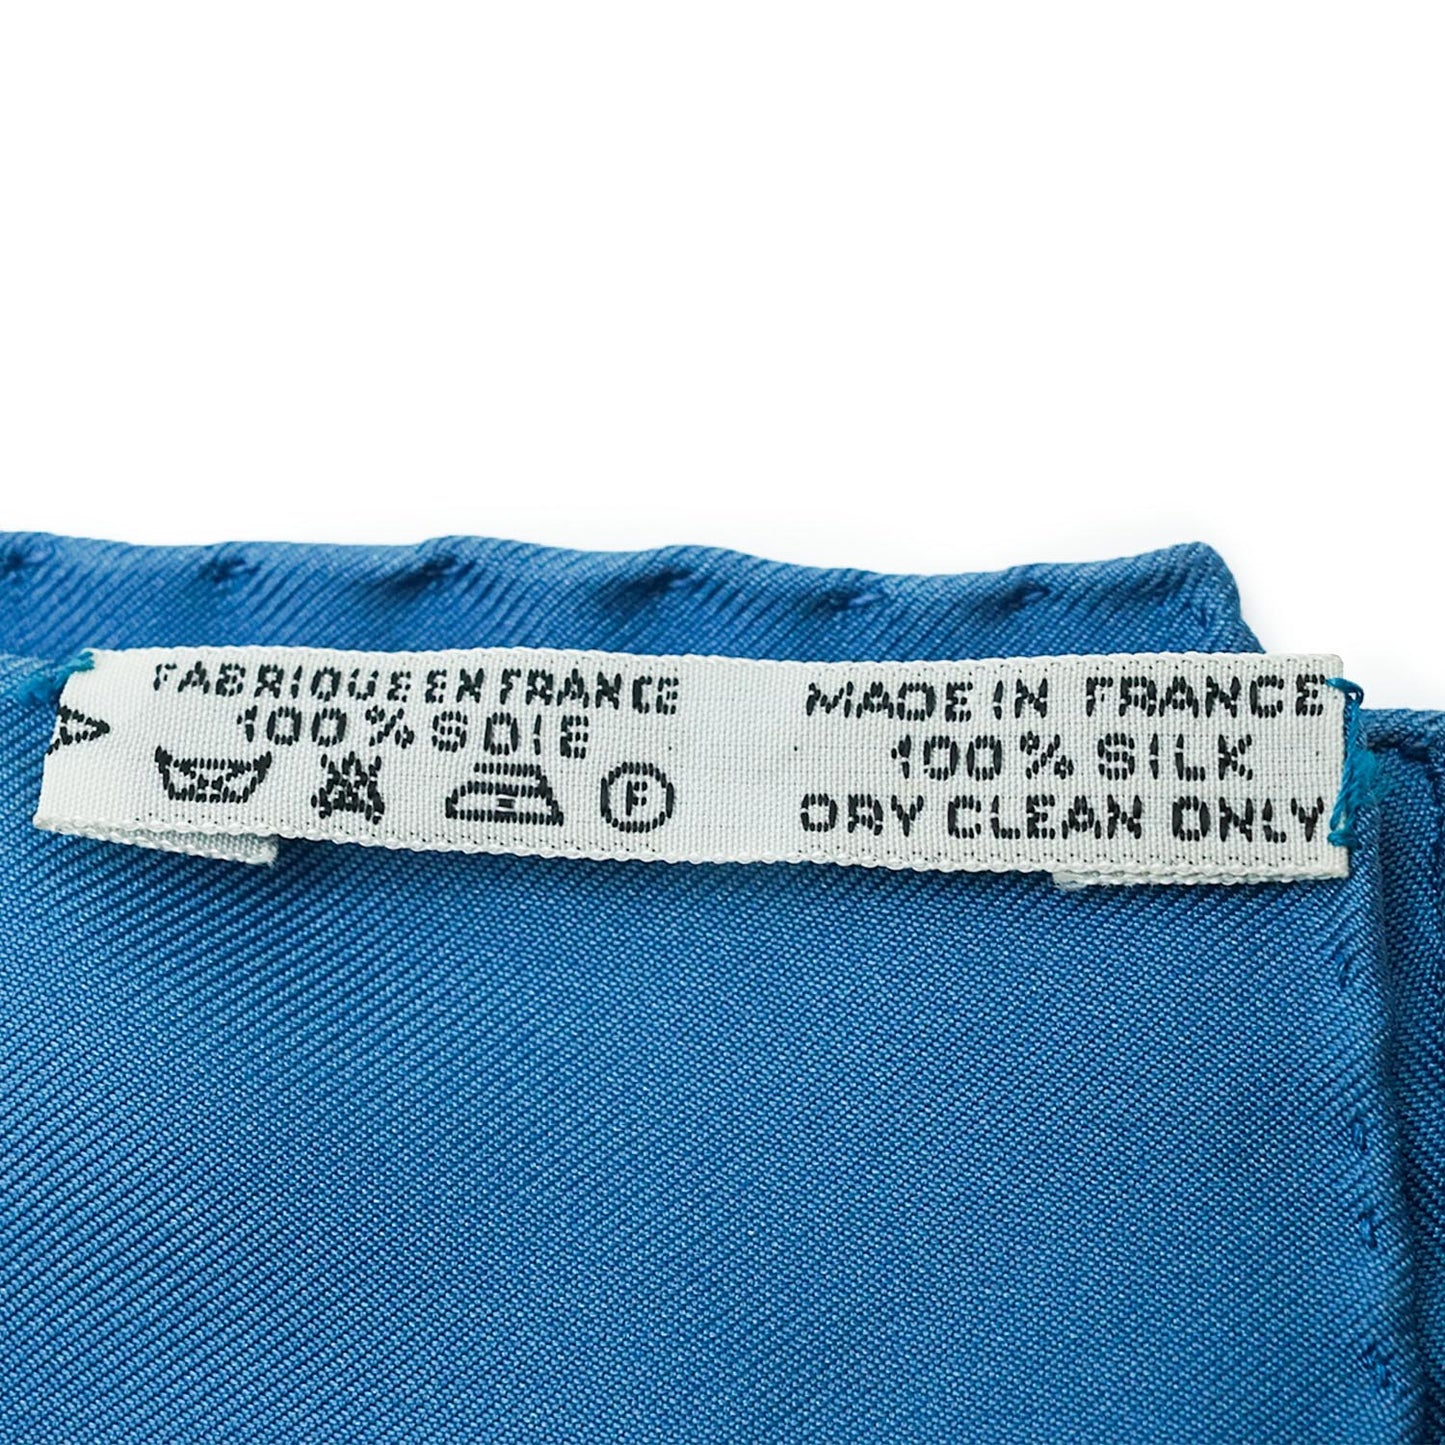 FABRIQUE EN FRANCE
100% SOIE
F
MADE IN FRANCE
100% SILK
DRY CLEAN ONLY